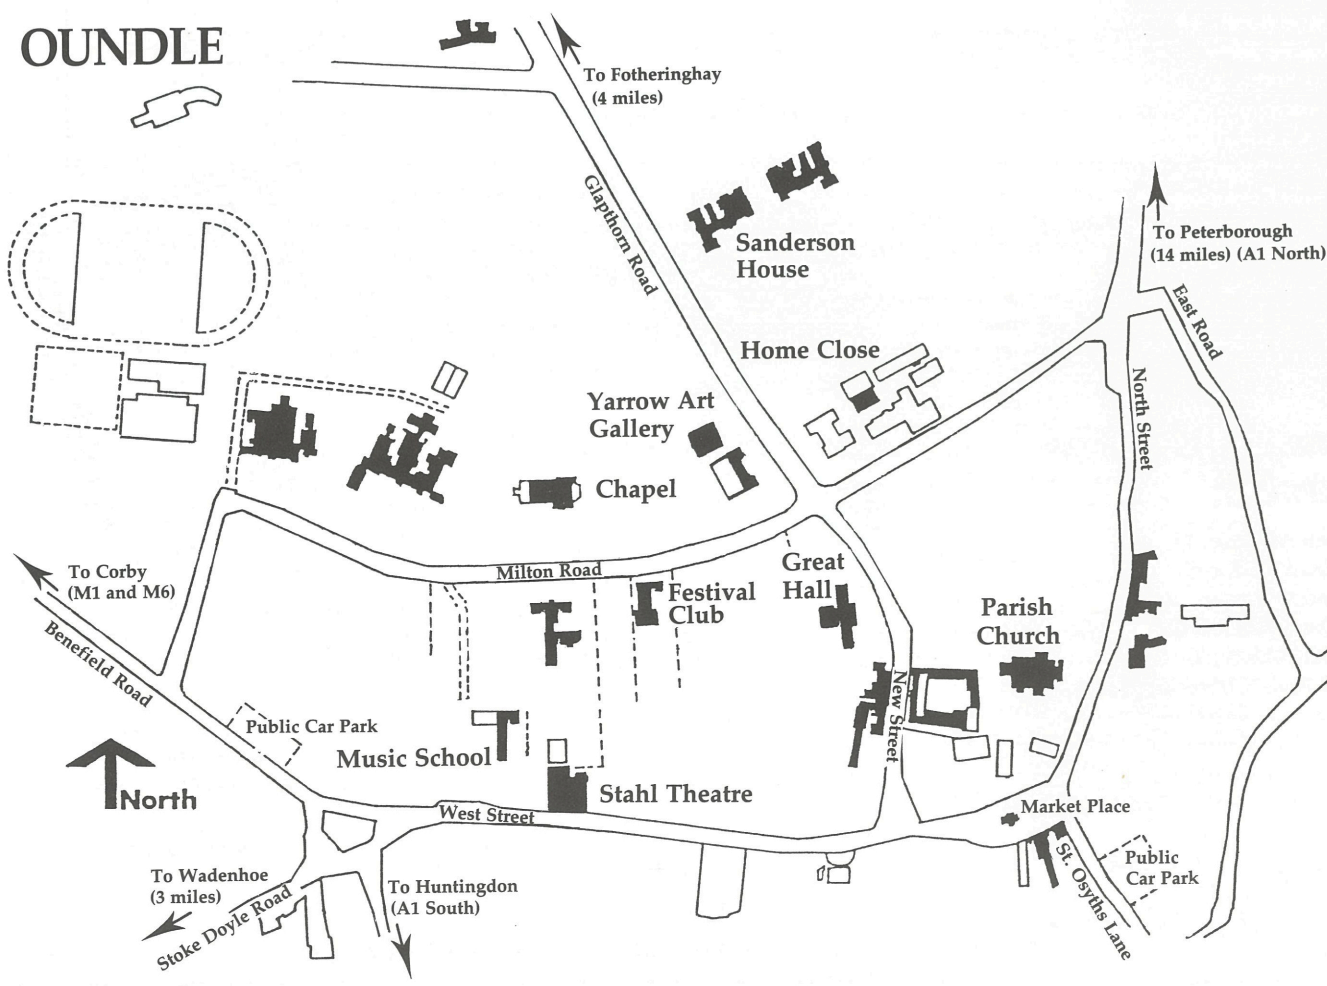 OUNDLE
To Fotheringhay
(4 miles)
Glapthorn Road
Sanderson
House
To Peterborough
(14 miles) (A1 North)
East Road
Home Close
North Street
Yarrow Art
Gallery
Chapel
Milton Road
Great
Hall
Festival
Club
Parish
Church
To Corby
(M1 and M6)
Benefield Road
New Street
Public Car Park
Music School
North
Stahl Theatre
West Street
Market Place
To Wadenhoe
(3 miles)
To Huntingdon
(A1 South)
Stoke Doyle Road
St. Osyths Lane
Public
Car Park